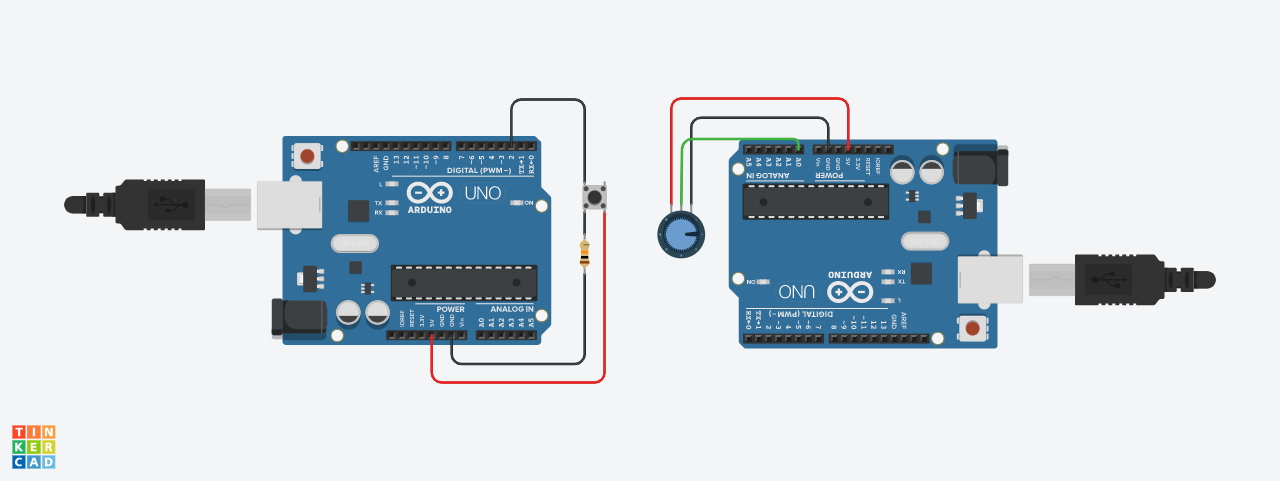 AREF
GND
13
12
~11
~10
~9
8
7
~6
~5
4
~3
2
TX→1
RX←0
DIGITAL (PWM~)
L
TX
RX
UNO
ARDUINO
ON
POWER
ANALOG IN
IOREF
RESET
3.3V
5V
GND
GND
Vin
A0
A1
A2
A3
A4
A5
A5
A4
A3
A2
A1
A0
Vin
GND
GND
5V
3.3V
RESET
IOREF
ANALOG IN
POWER
RX
TX
L
ARDUINO
UNO
ON
DIGITAL (PWM~)
RX←0
TX→1
2
~3
4
~5
~6
7
8
~9
~10
~11
12
13
GND
AREF
TIN
KER
CAD